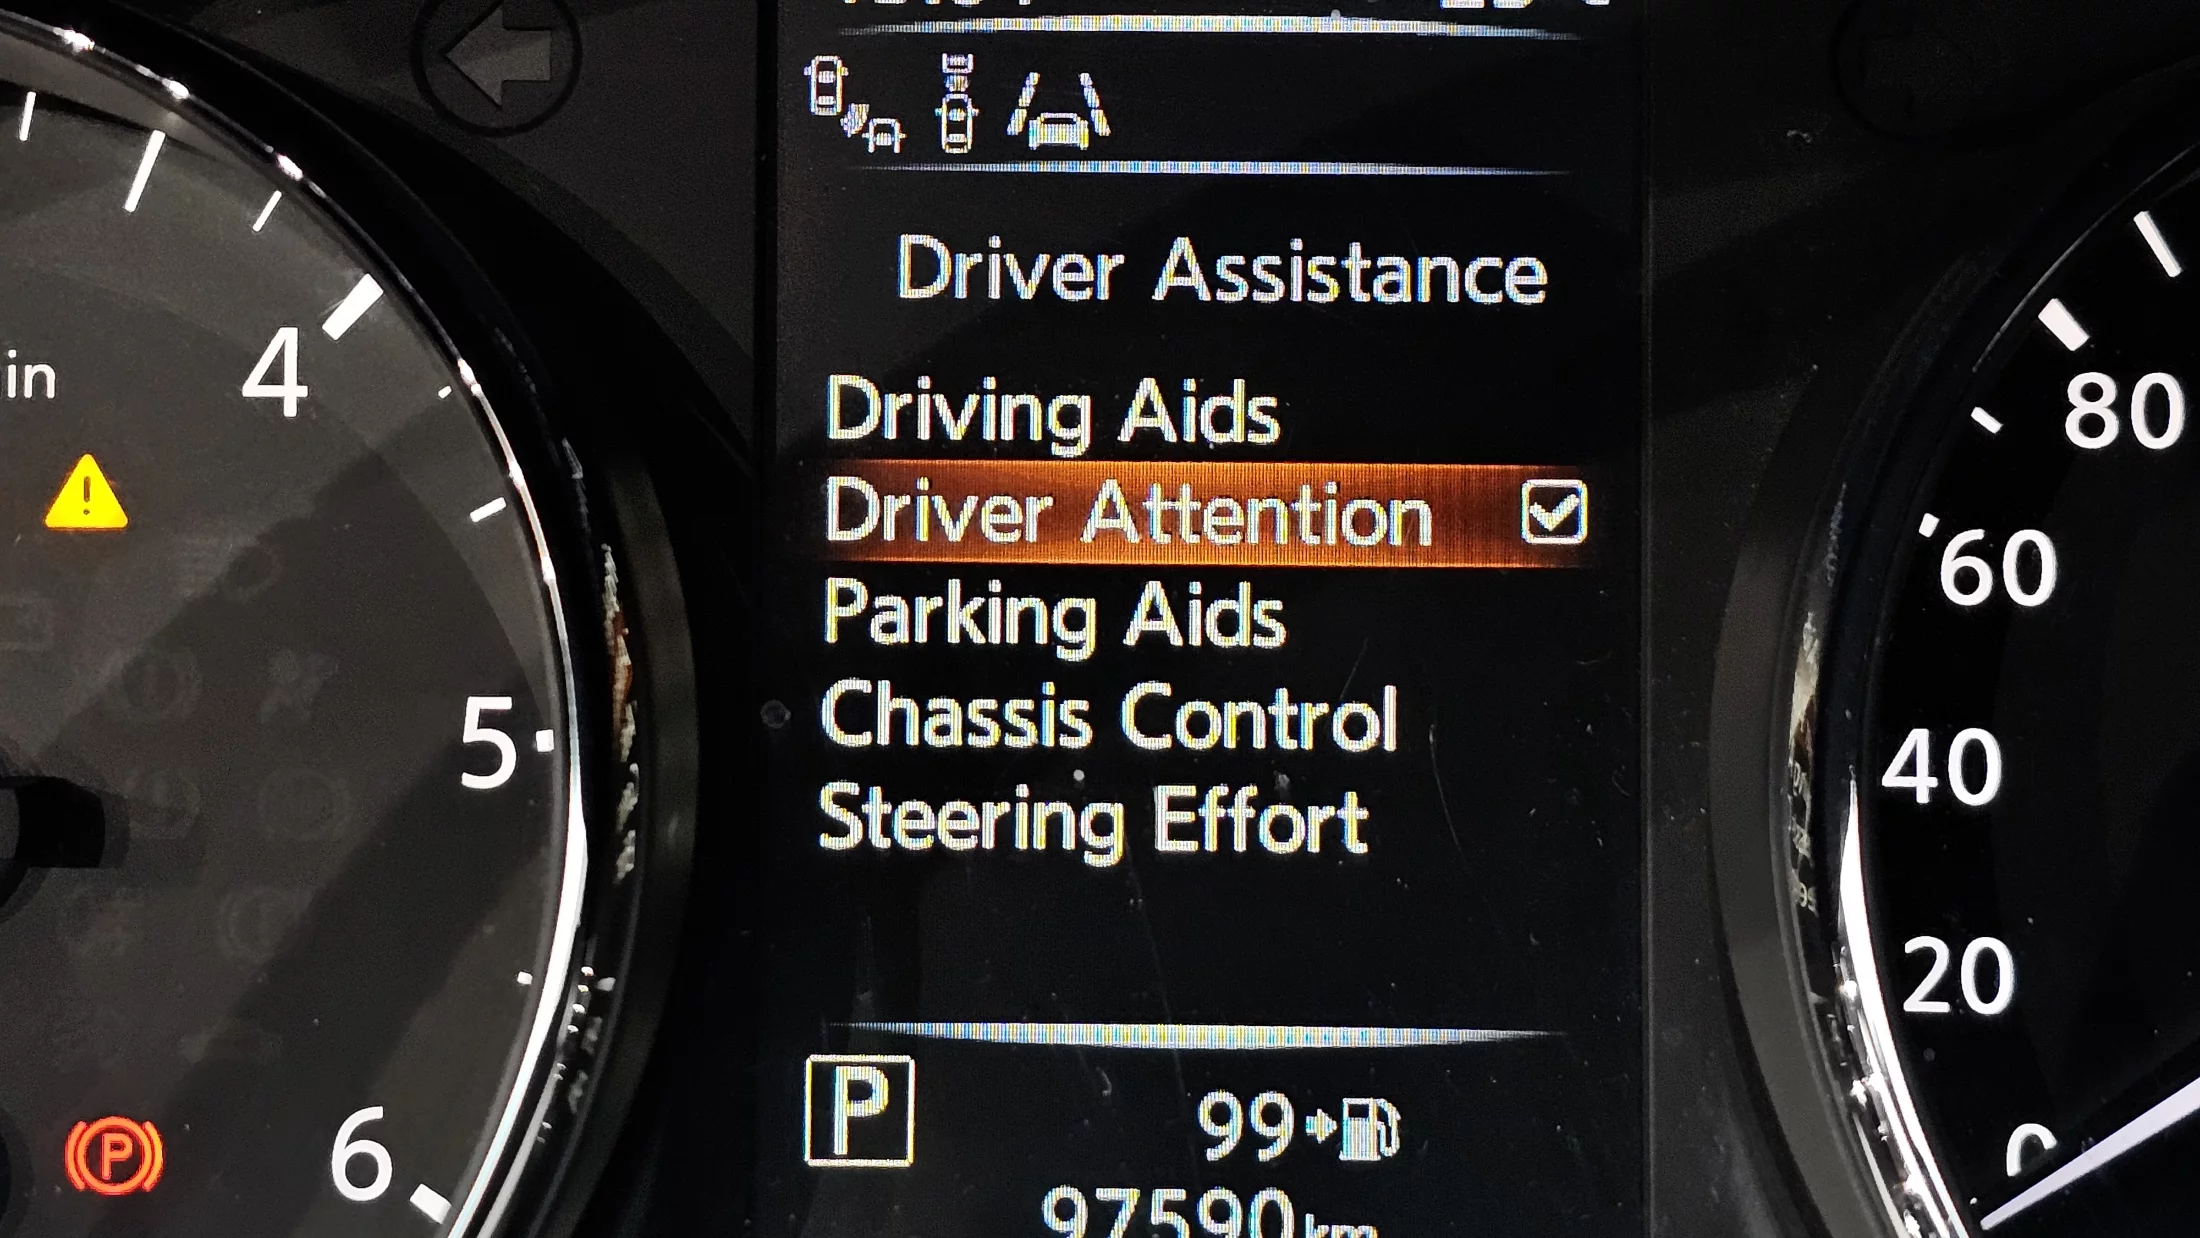 Driver Assistance
in
4
Driving Aids
80
Driver Attention
60
Parking Aids
5
Chassis Control
40
Steering Effort
20
P
99
P
6
0
97590km